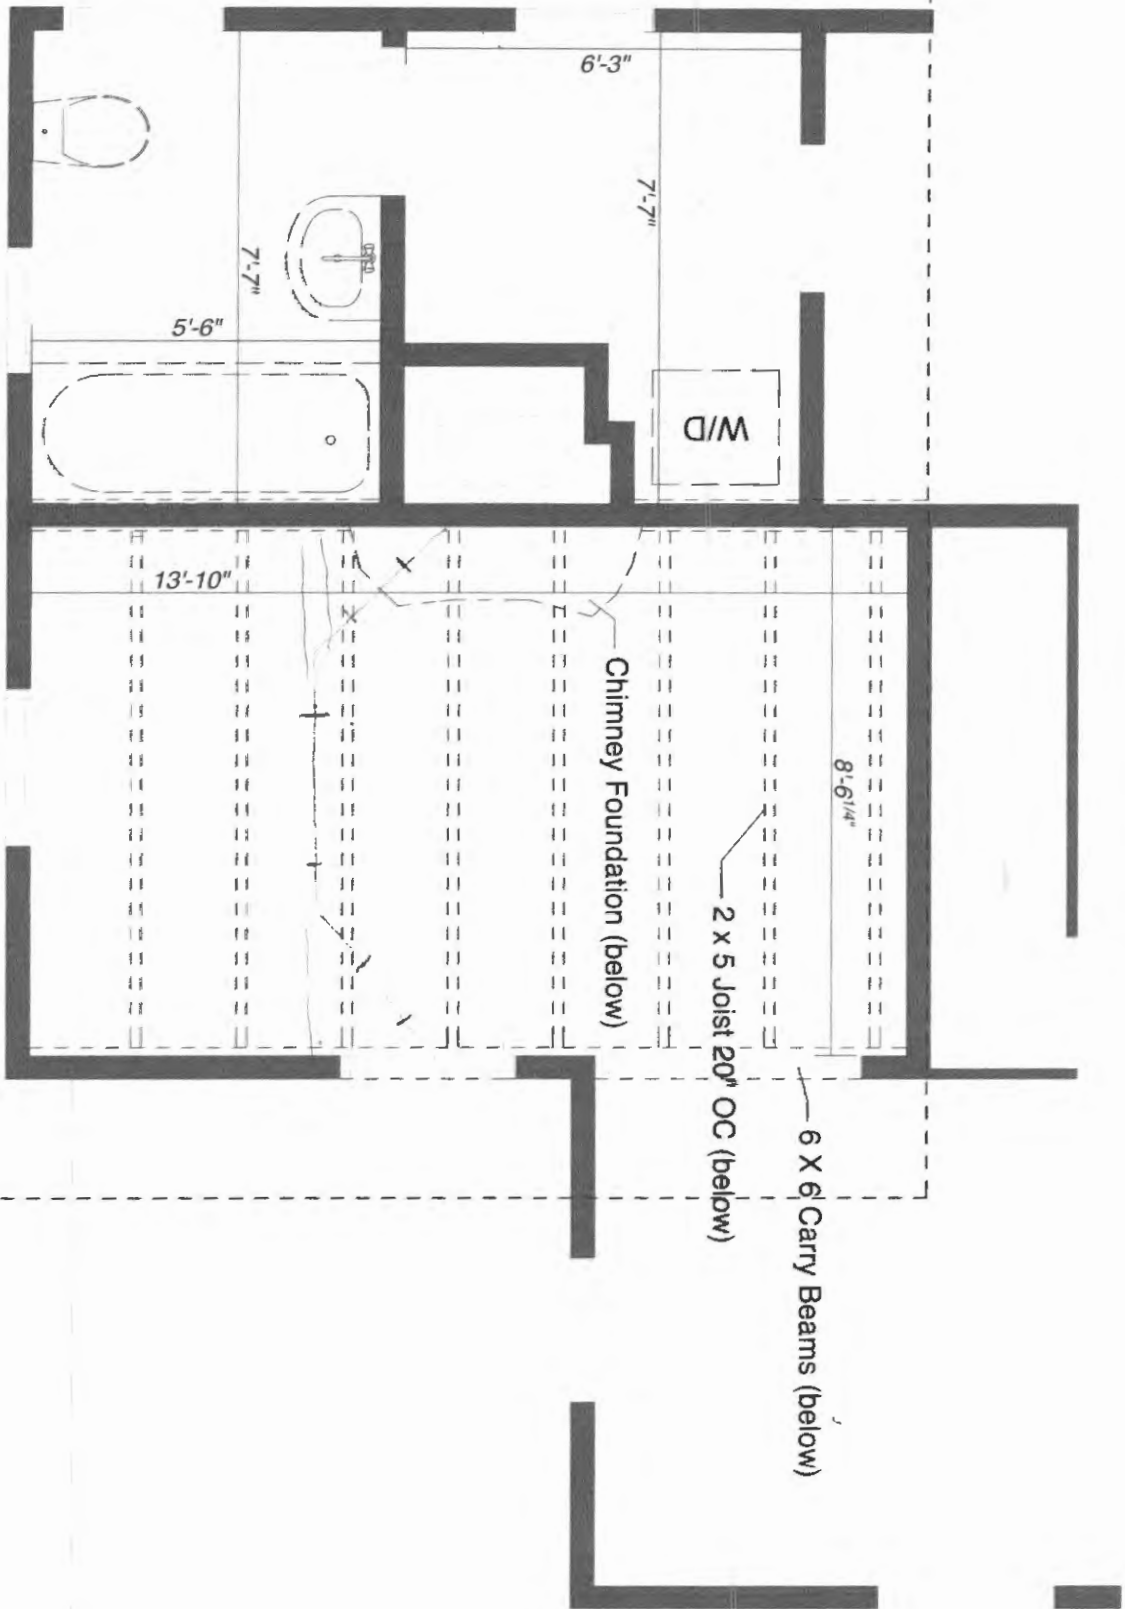 6'-3"
7'-7"
7'-7"
5'-6"
W/D
13'-10"
8'-6 1/4"
Chimney Foundation (below)
2 x 5 Joist 20" OC (below)
6 X 6 Carry Beams (below)